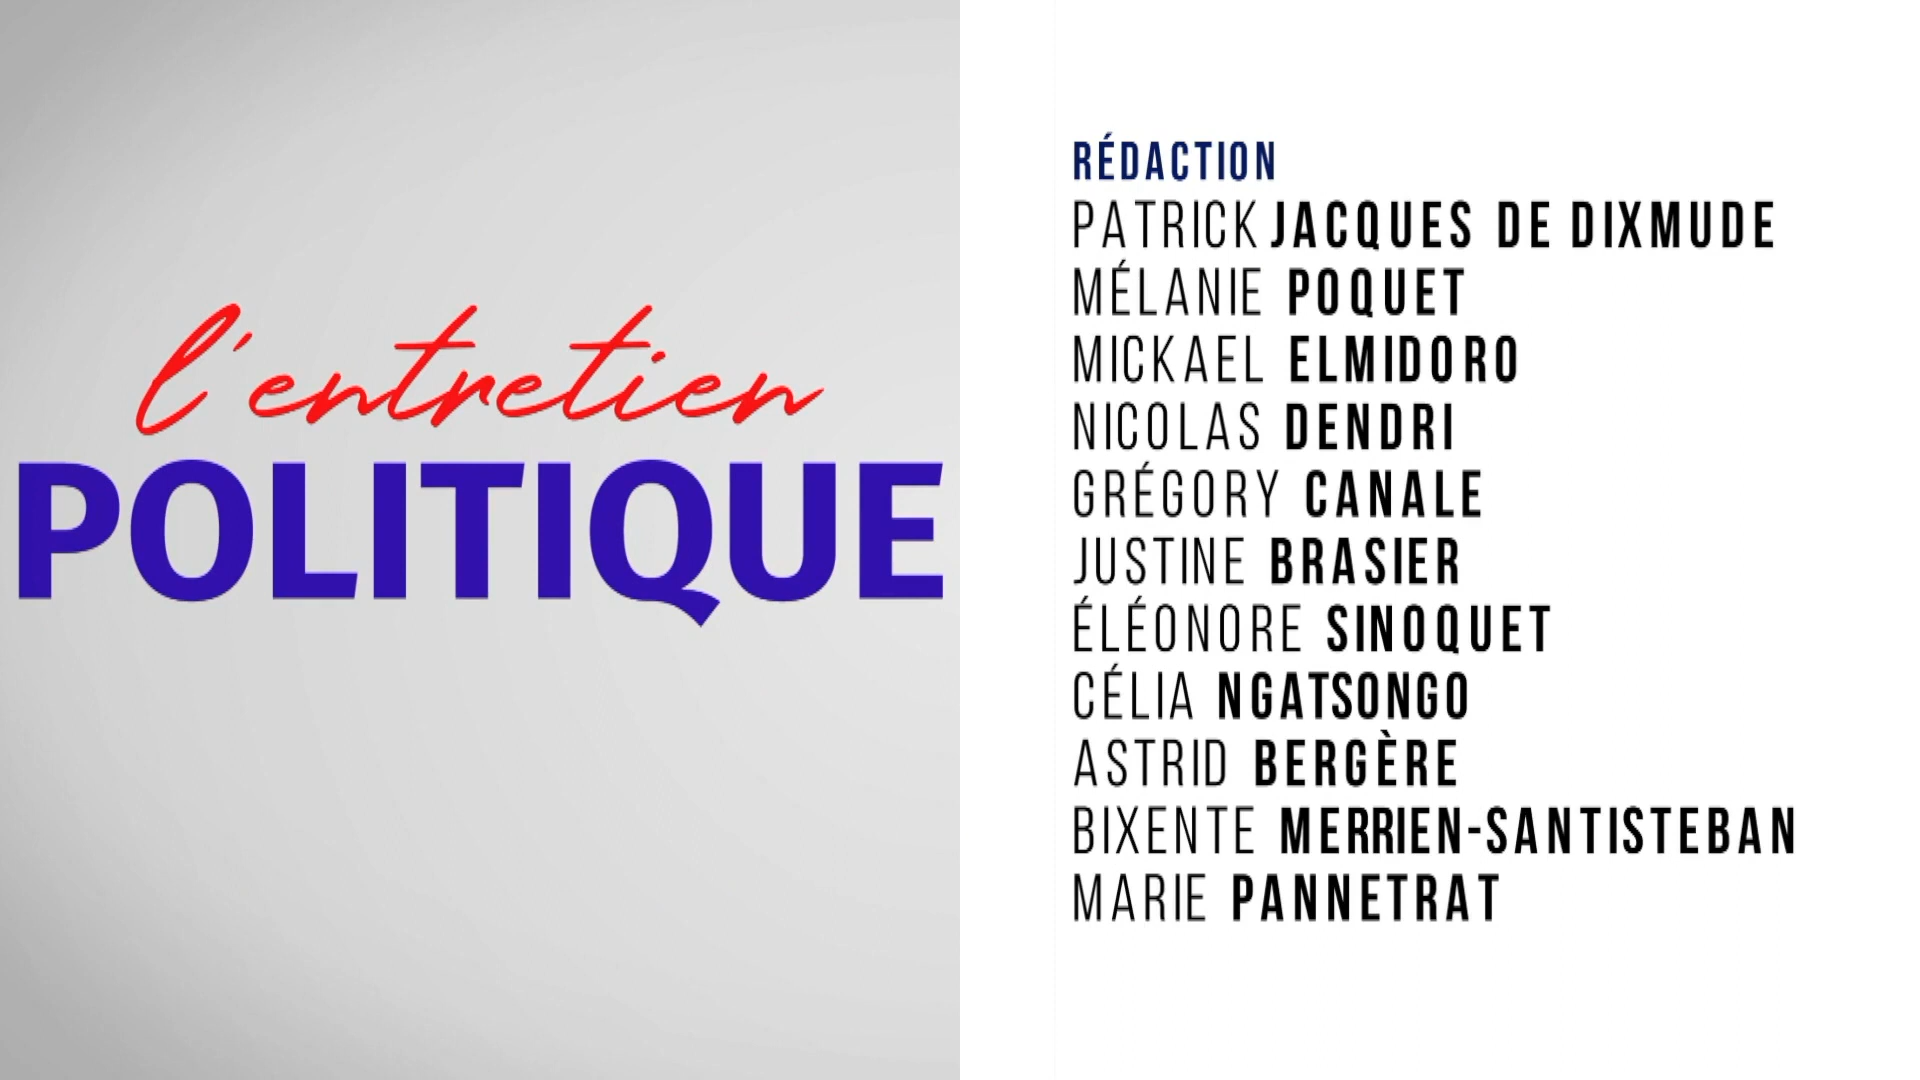 l'entretien
POLITIQUE
RÉDACTION
PATRICK JACQUES DE DIXMUDE
MÉLANIE POQUET
MICKAEL ELMIDORO
NICOLAS DENDRI
GRÉGORY CANALE
JUSTINE BRASIER
ÉLÉONORE SINOQUET
CÉLIA NGATSONGO
ASTRID BERGÈRE
BIXENTE MERRIEN-SANTISTEBAN
MARIE PANNETRAT